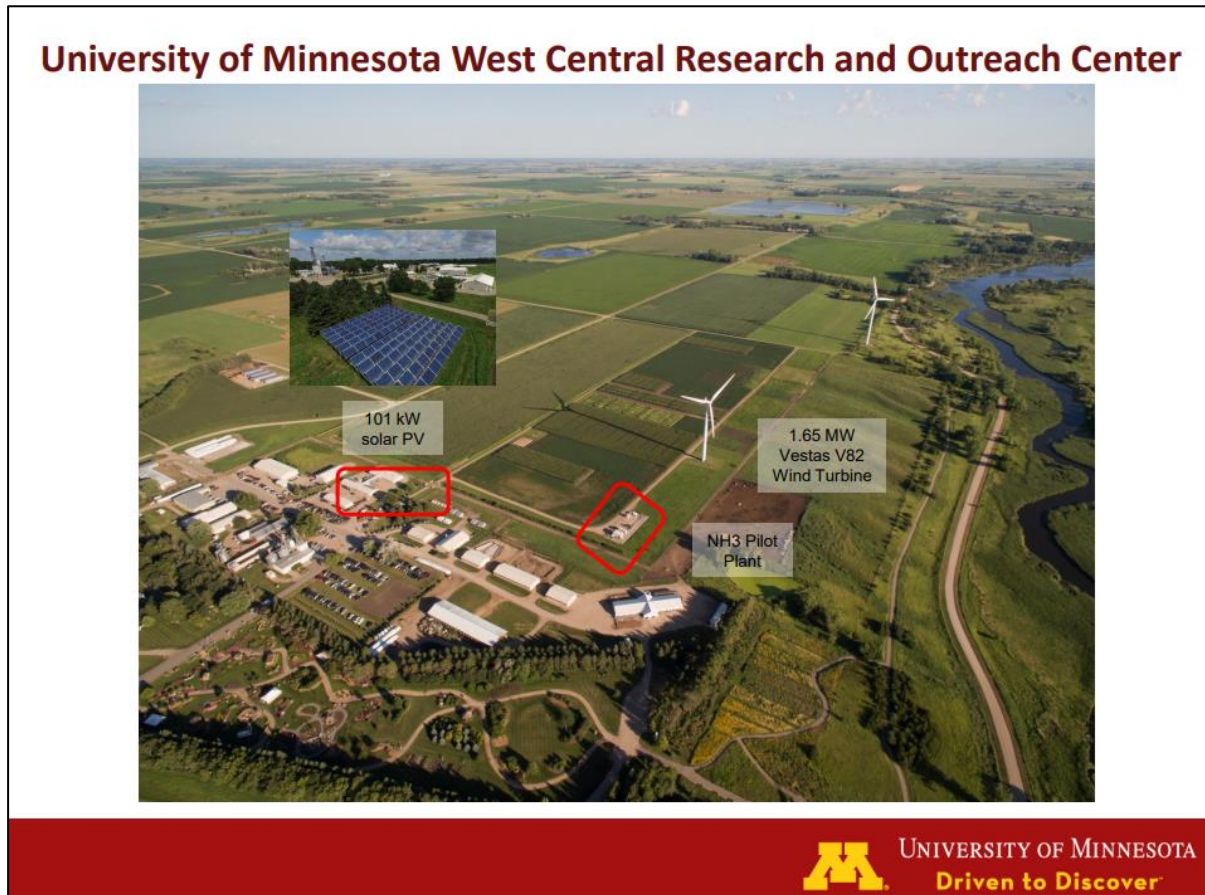 University of Minnesota West Central Research and Outreach Center
101 kW
solar PV
1.65 MW
Vestas V82
Wind Turbine
NH3 Pilot
Plant
M
UNIVERSITY OF MINNESOTA
Driven to Discover